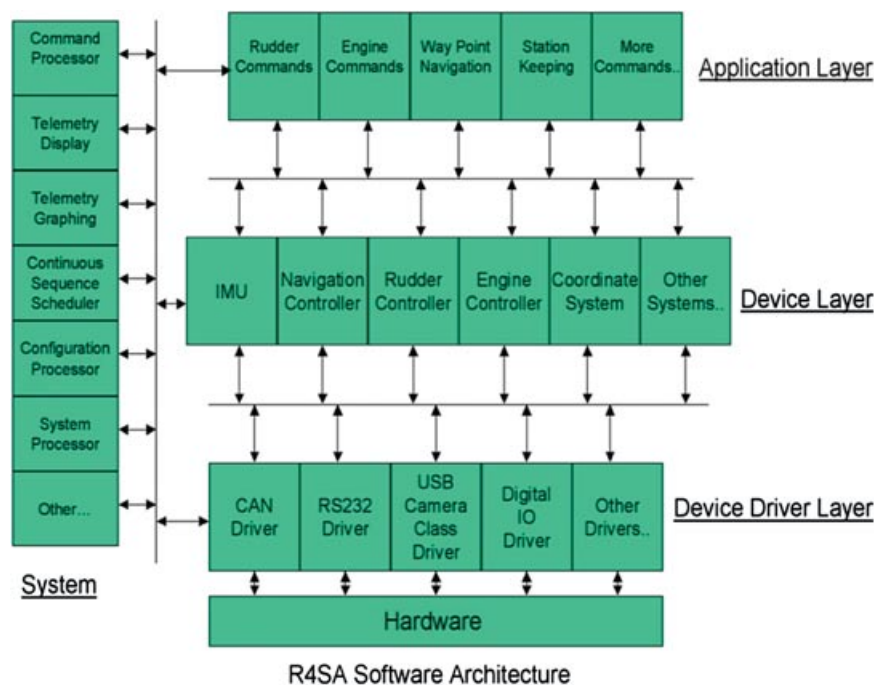 Command
Processor
Telemetry
Display
Telemetry
Graphing
Continuous
Sequence
Scheduler
Configuration
Processor
System
Processor
Other...
System
Rudder
Commands
Engine
Commands
Way Point
Navigation
Station
Keeping
More
Commands..
Application Layer
IMU
Navigation
Controller
Rudder
Controller
Engine
Controller
Coordinate
System
Other
Systems..
Device Layer
CAN
Driver
RS232
Driver
USB
Camera
Class
Driver
Digital
IO
Driver
Other
Drivers..
Device Driver Layer
Hardware
R4SA Software Architecture